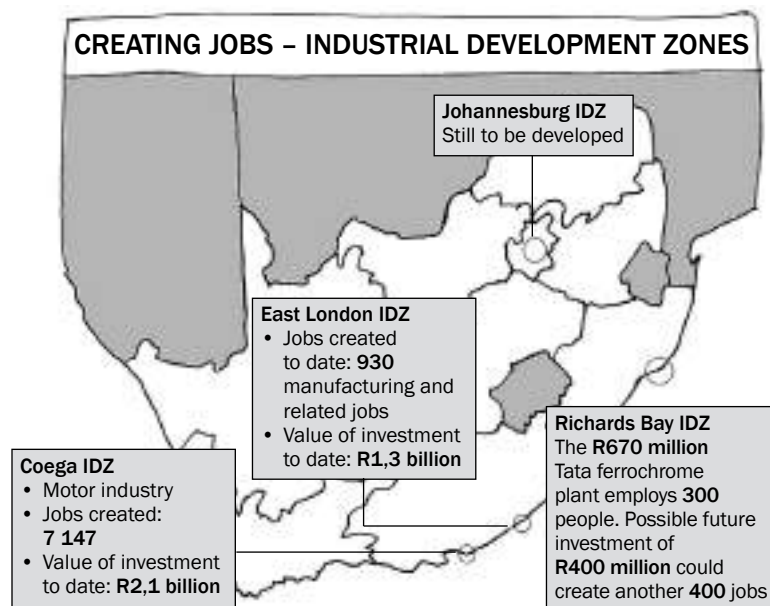 CREATING JOBS – INDUSTRIAL DEVELOPMENT ZONES
Johannesburg IDZ
Still to be developed
East London IDZ
• Jobs created
to date: 930
manufacturing and
related jobs
• Value of investment
to date: R1,3 billion
Richards Bay IDZ
The R670 million
Tata ferrochrome
plant employs 300
people. Possible future
investment of
R400 million could
create another 400 jobs
Coega IDZ
• Motor industry
• Jobs created:
7 147
• Value of investment
to date: R2,1 billion